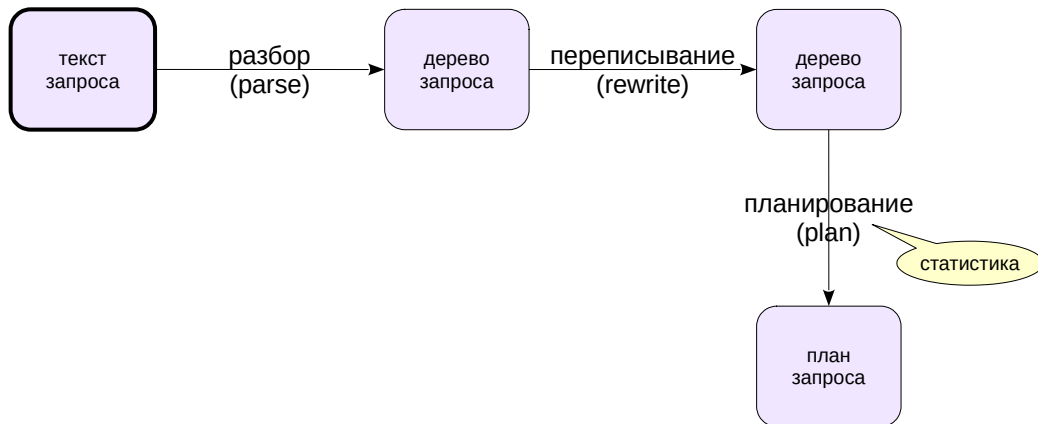 текст
запроса
разбор
(parse)
дерево
запроса
переписывание
(rewrite)
дерево
запроса
планирование
(plan)
статистика
план
запроса